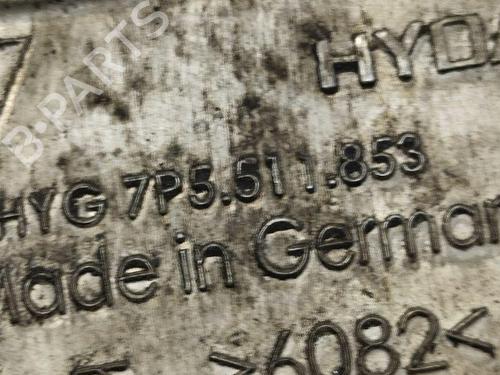 B-PARTS
HYD
HYG 7P5.511.853
Made in German
>6082<